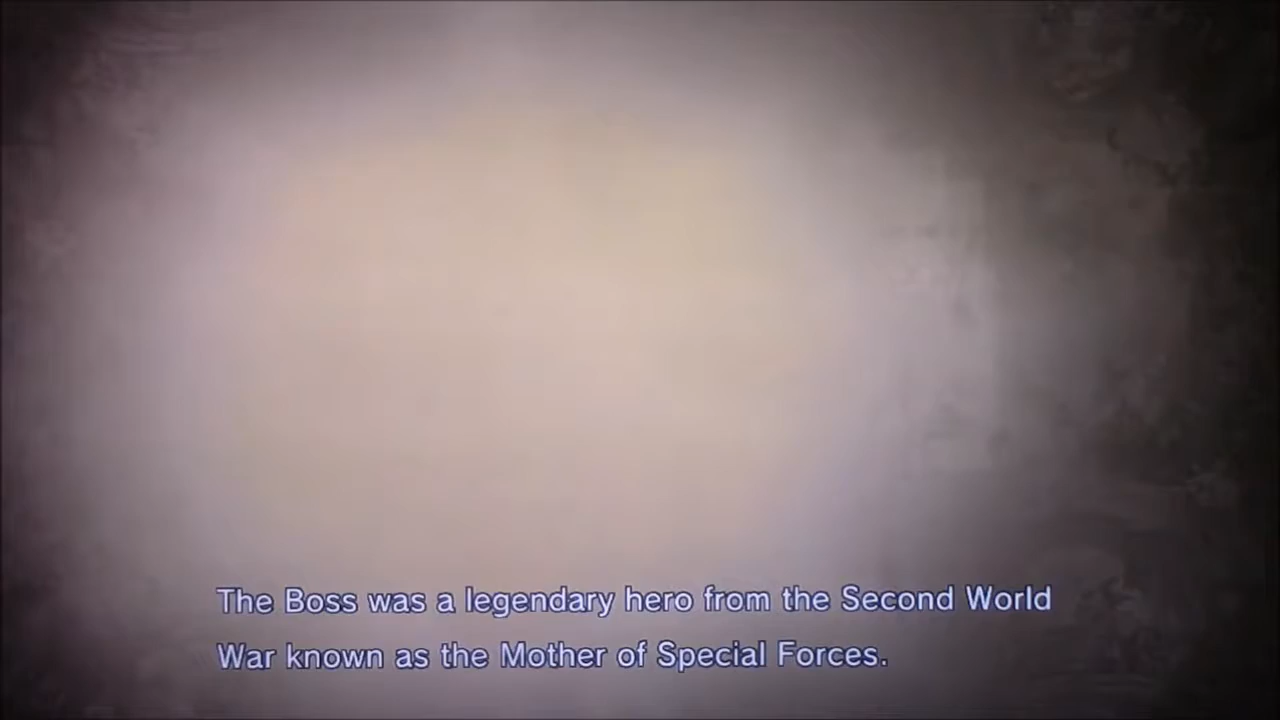 The Boss was a legendary hero from the Second World
War known as the Mother of Special Forces.